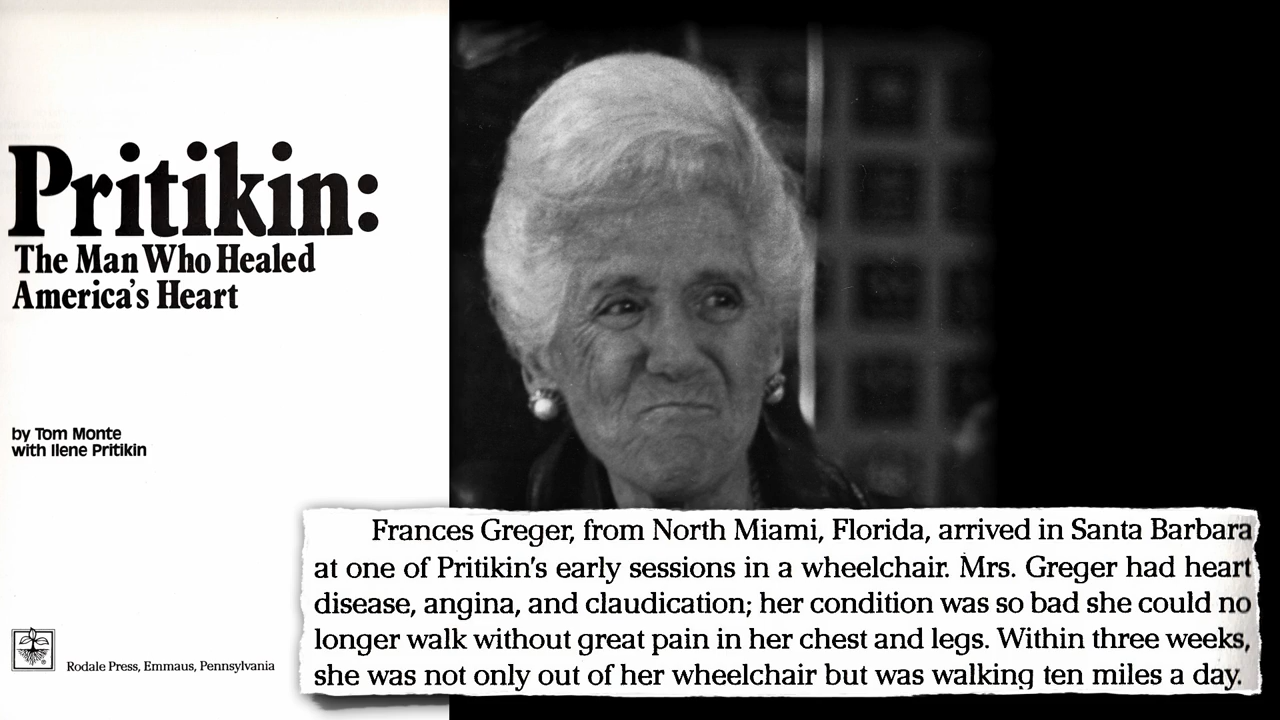 Pritikin:
The Man Who Healed
America's Heart
by Tom Monte
with Ilene Pritikin
Rodale Press, Emmaus, Pennsylvania
Frances Greger, from North Miami, Florida, arrived in Santa Barbara
at one of Pritikin's early sessions in a wheelchair. Mrs. Greger had heart
disease, angina, and claudication; her condition was so bad she could no
longer walk without great pain in her chest and legs. Within three weeks,
she was not only out of her wheelchair but was walking ten miles a day.